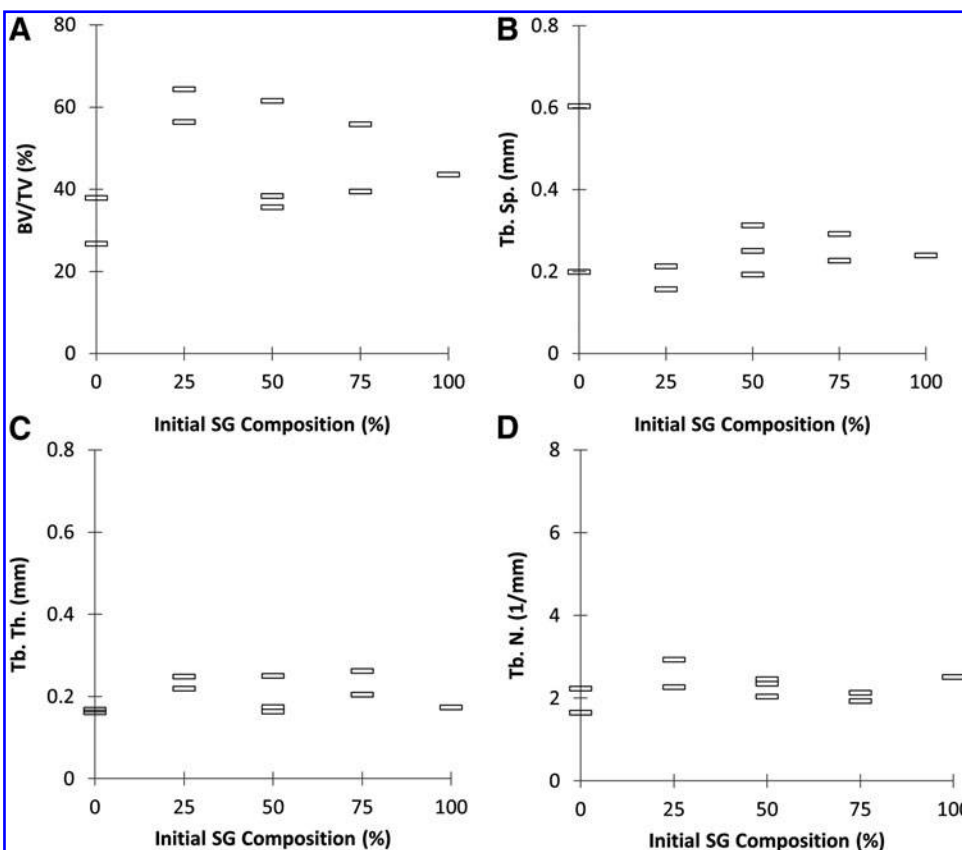 A
BV/TV (%)
80
60
40
20
0
0 25 50 75 100
Initial SG Composition (%)
B
Tb. Sp. (mm)
0.8
0.6
0.4
0.2
0
0 25 50 75 100
Initial SG Composition (%)
C
Tb. Th. (mm)
0.8
0.6
0.4
0.2
0
0 25 50 75 100
Initial SG Composition (%)
D
Tb. N. (1/mm)
8
6
4
2
0
0 25 50 75 100
Initial SG Composition (%)